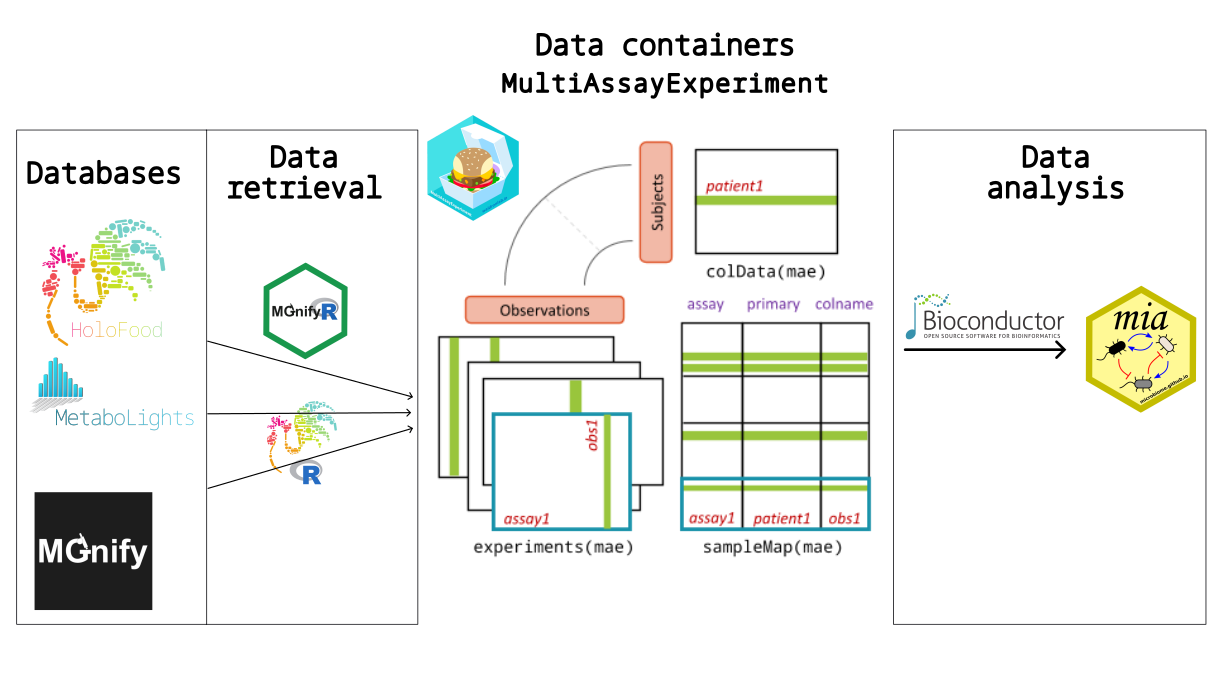 Data containers
MultiAssayExperiment
Databases
HoloFood
MetaboLights
MGnify
Data
retrieval
MGnifyR
R
Subjects
Observations
patient1
colData(mae)
assay primary colname
obs1
assay1
experiments(mae)
assay1 patient1 obs1
sampleMap(mae)
Data
analysis
Bioconductor
OPEN SOURCE SOFTWARE FOR BIOINFORMATICS
mia
microbiome.github.io